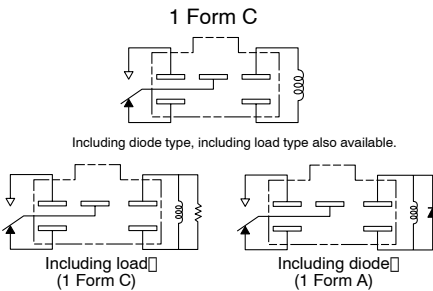 1 Form C
Including diode type, including load type also available.
Including load
(1 Form C)
Including diode
(1 Form A)